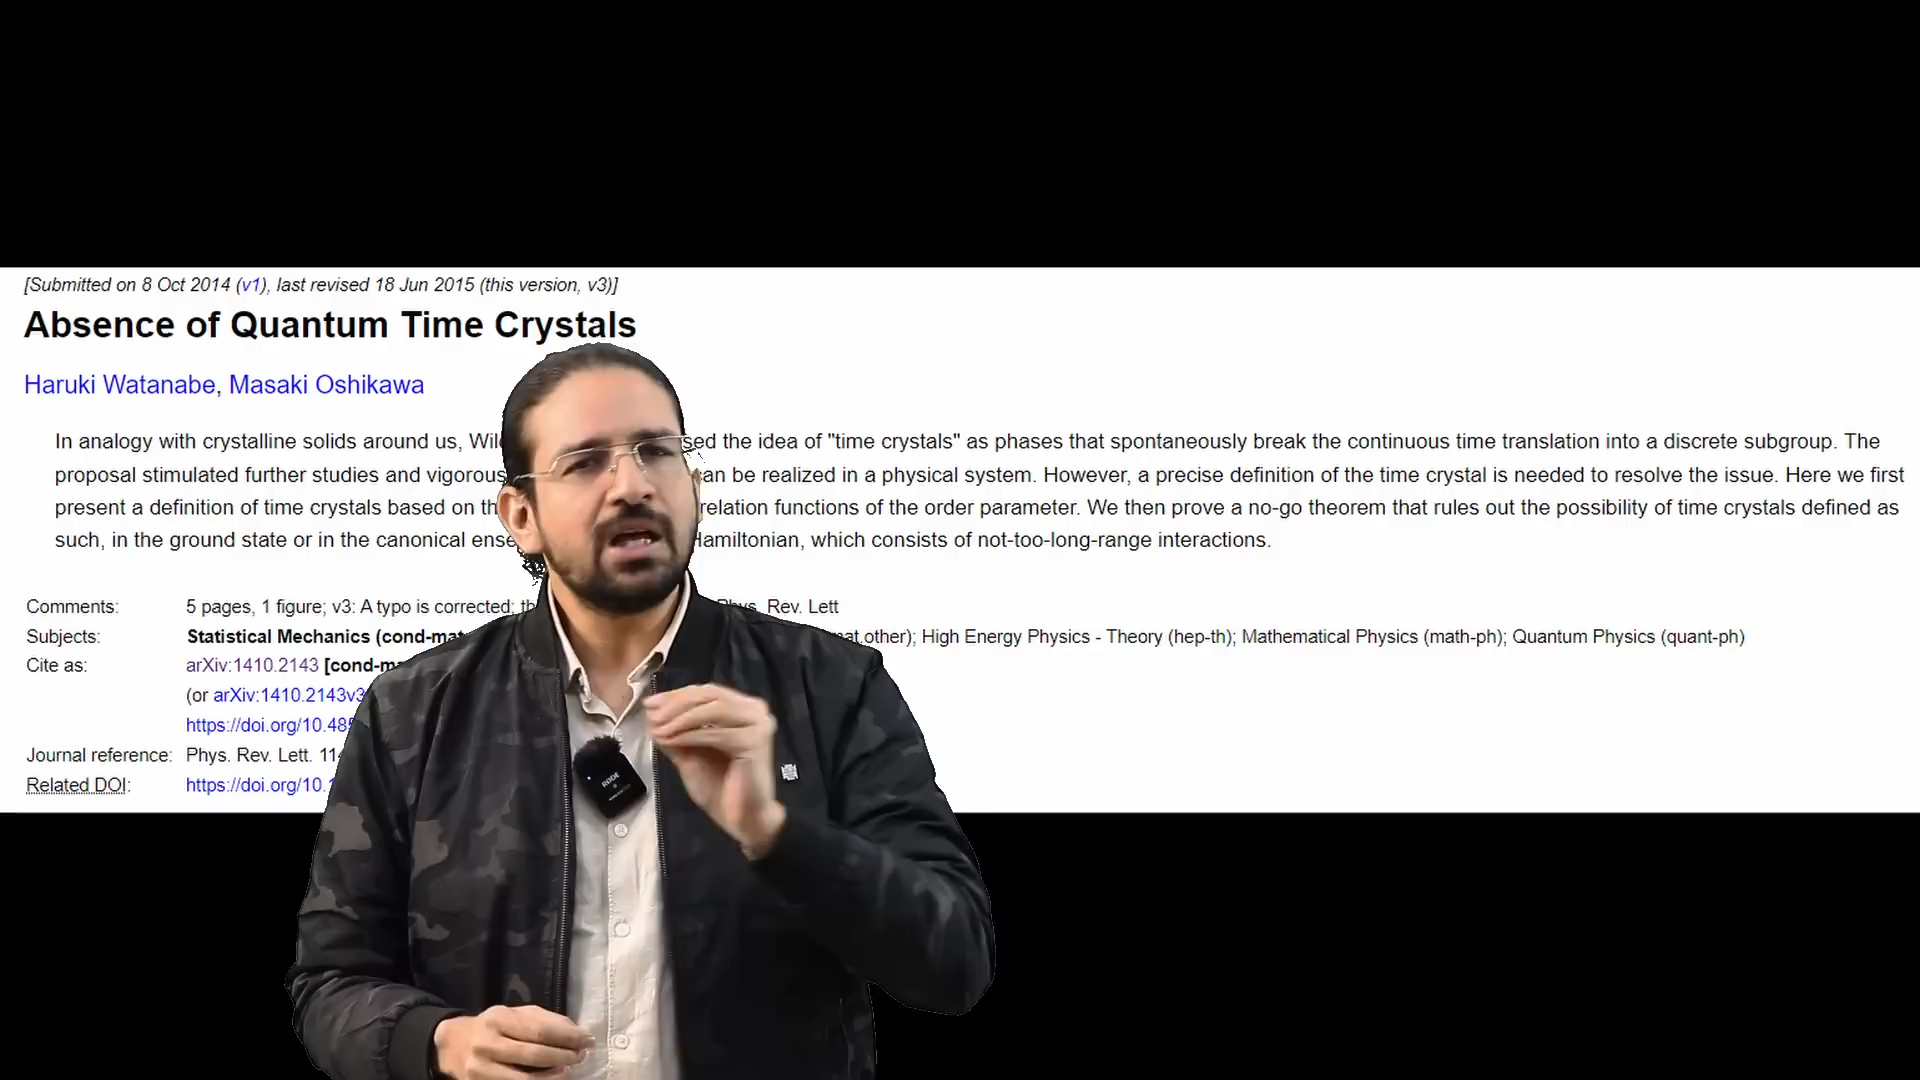 [Submitted on 8 Oct 2014 (v1), last revised 18 Jun 2015 (this version, v3)]
Absence of Quantum Time Crystals
Haruki Watanabe, Masaki Oshikawa
In analogy with crystalline solids around us, sed the idea of "time crystals" as phases that spontaneously break the continuous time translation into a discrete subgroup. The
proposal stimulated further studies and vigorous can be realized in a physical system. However, a precise definition of the time crystal is needed to resolve the issue. Here we first
present a definition of time crystals based on relation functions of the order parameter. We then prove a no-go theorem that rules out the possibility of time crystals defined as
such, in the ground state or in the canonical Hamiltonian, which consists of not-too-long-range interactions.
Comments: 5 pages, 1 figure; v3: A typo is corrected; Phys. Rev. Lett
Subjects: Statistical Mechanics (cond-mat mat.other); High Energy Physics - Theory (hep-th); Mathematical Physics (math-ph); Quantum Physics (quant-ph)
Cite as: arXiv:1410.2143 [cond-m
(or arXiv:1410.2143v3
https://doi.org/10.48
Journal reference: Phys. Rev. Lett. 11
Related DOI: https://doi.org/10.
RODE